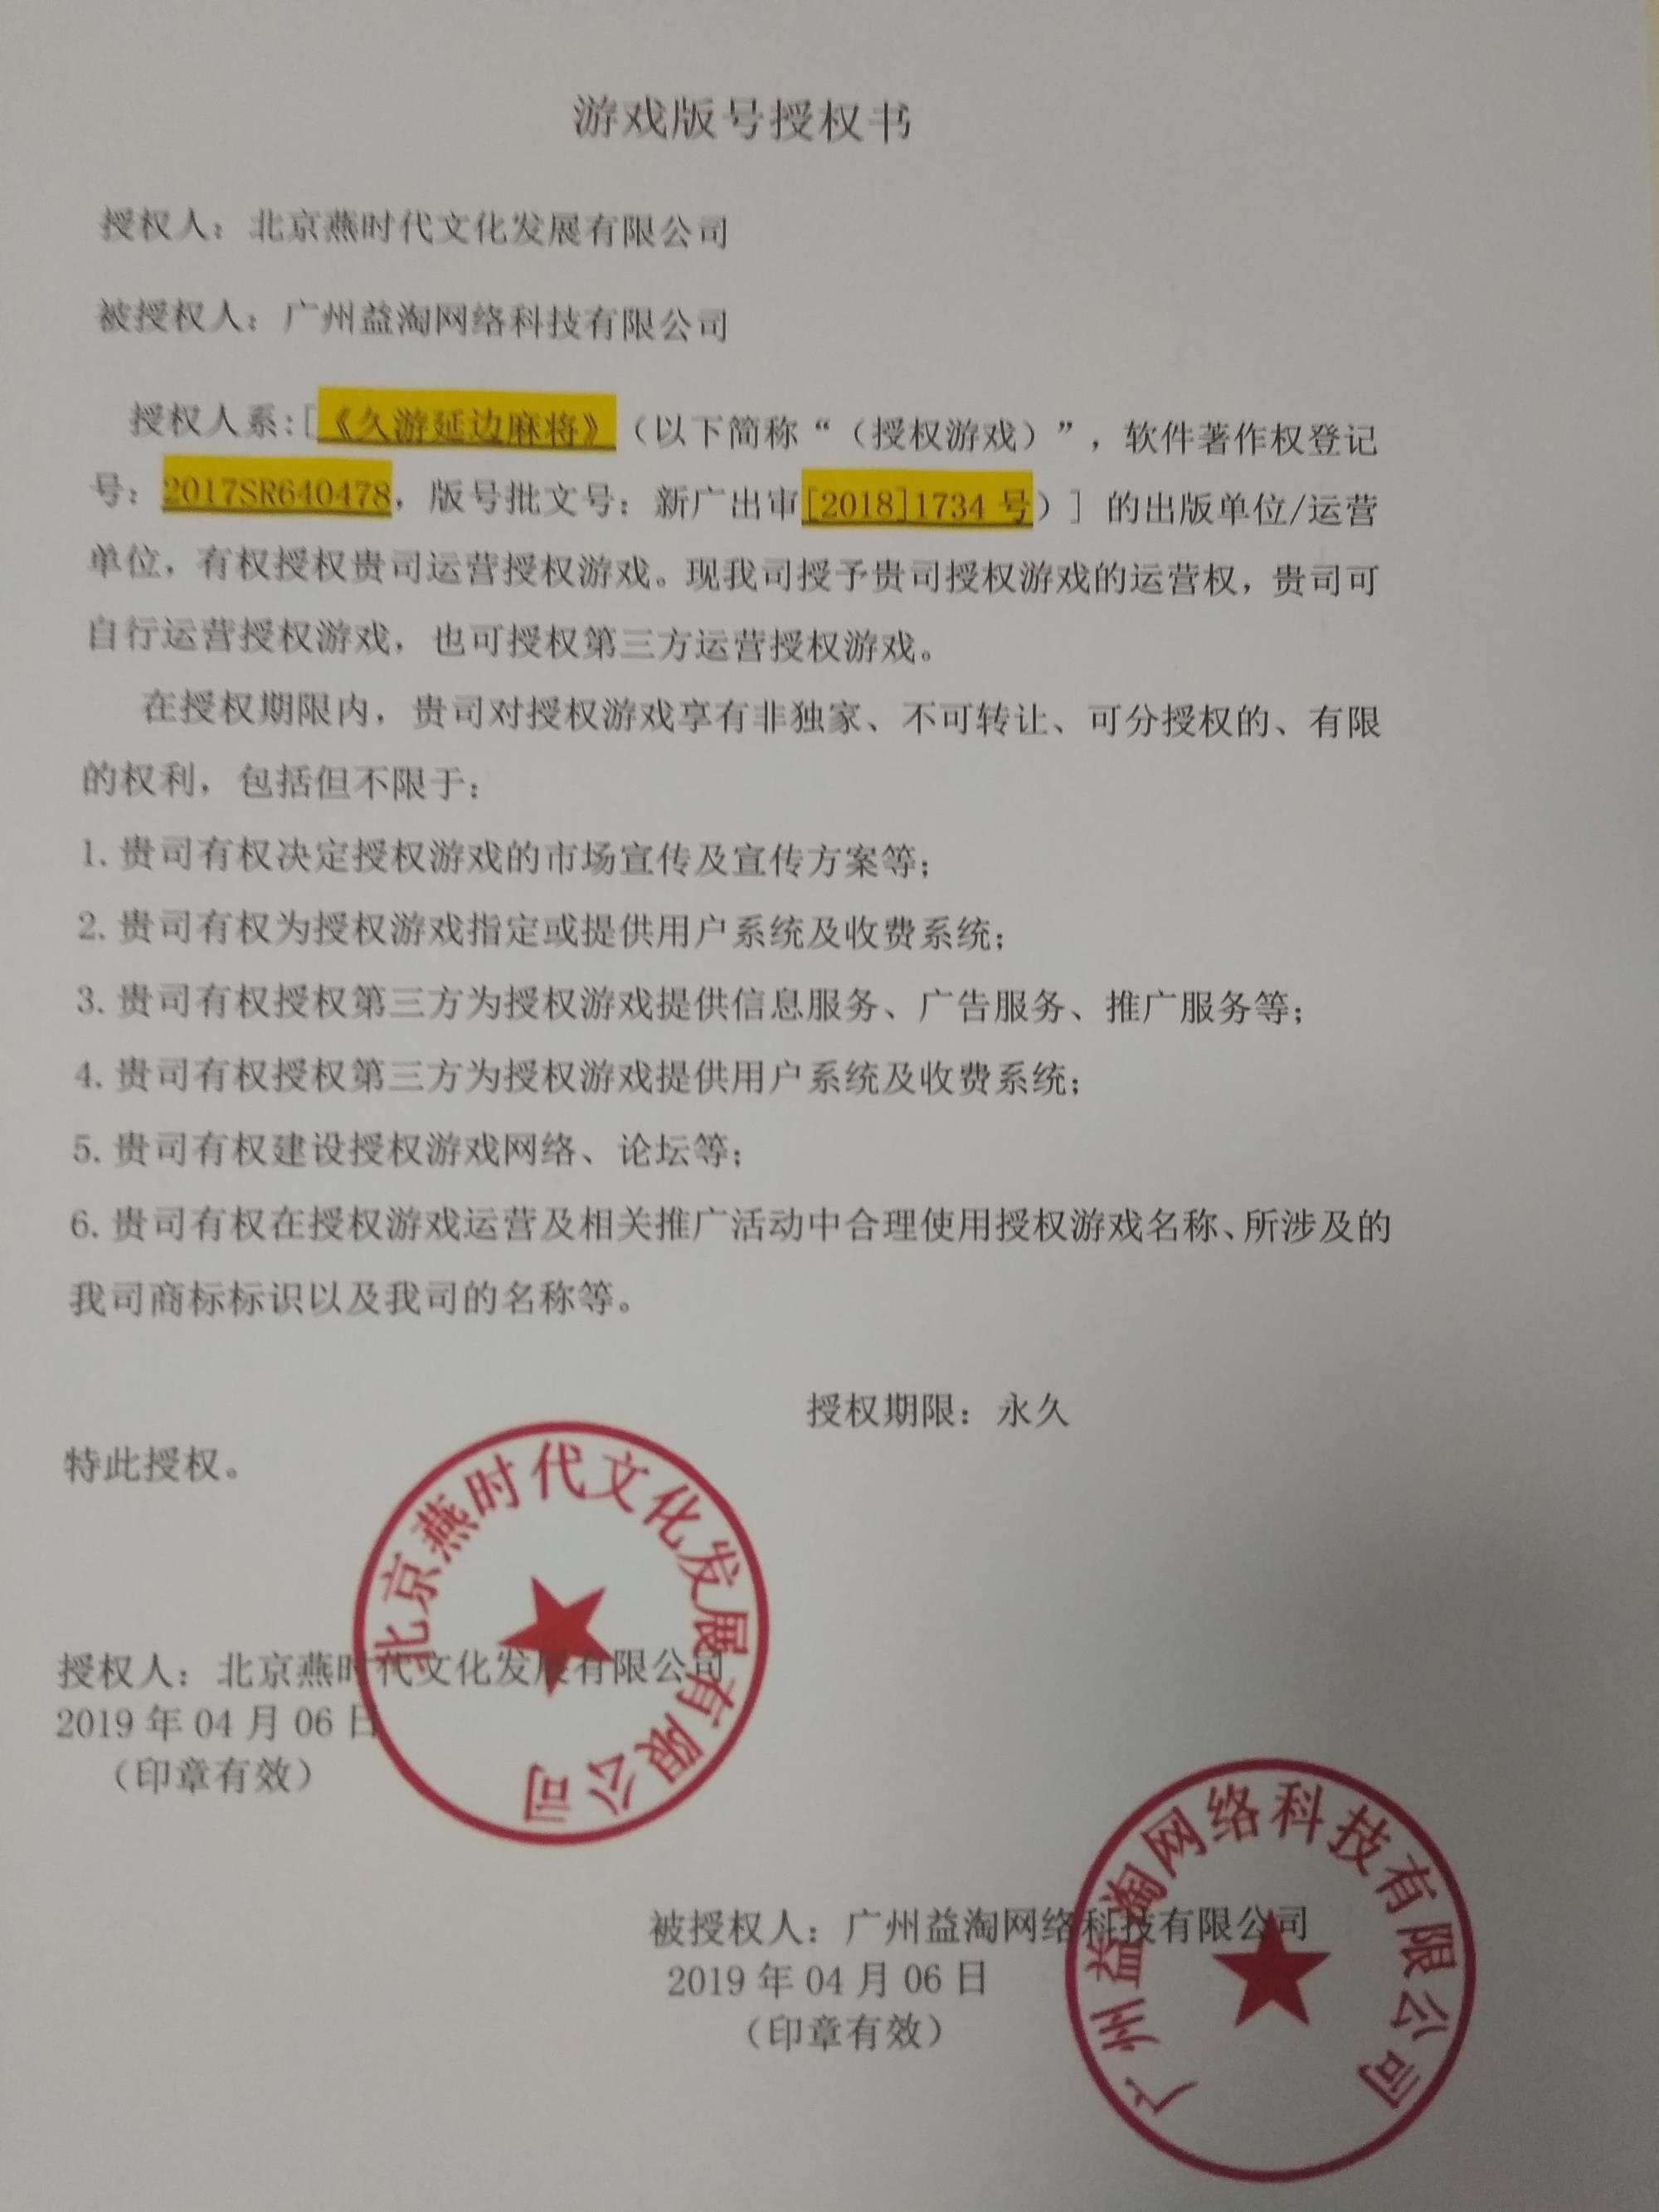 游戏版号授权书
授权人：北京燕时代文化发展有限公司
被授权人：广州益淘网络科技有限公司
授权人系:[《久游延边麻将》（以下简称“（授权游戏）”，软件著作权登记
号：2017SR640478，版号批文号：新广出审[2018]1734 号）]的出版单位/运营
单位，有权授权贵司运营授权游戏。现我司授予贵司授权游戏的运营权，贵司可
自行运营授权游戏，也可授权第三方运营授权游戏。
在授权期限内，贵司对授权游戏享有非独家、不可转让、可分授权的、有限
的权利，包括但不限于：
1. 贵司有权决定授权游戏的市场宣传及宣传方案等；
2. 贵司有权为授权游戏指定或提供用户系统及收费系统；
3. 贵司有权授权第三方为授权游戏提供信息服务、广告服务、推广服务等；
4. 贵司有权授权第三方为授权游戏提供用户系统及收费系统；
5. 贵司有权建设授权游戏网络、论坛等；
6. 贵司有权在授权游戏运营及相关推广活动中合理使用授权游戏名称、所涉及的
我司商标标识以及我司的名称等。
授权期限：永久
特此授权。
北京燕时代文化发展有限公司
授权人：北京燕时代文化发展有限公司
2019 年 04 月 06 日
（印章有效）
广州益淘网络科技有限公司
被授权人：广州益淘网络科技有限公司
2019 年 04 月 06 日
（印章有效）